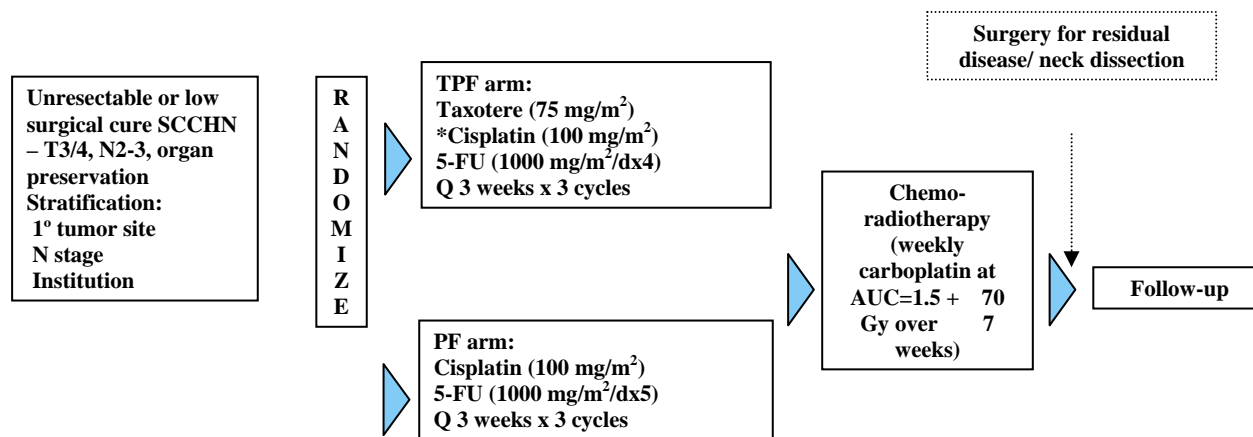 Unresectable or low
surgical cure SCCHN
– T3/4, N2-3, organ
preservation
Stratification:
1º tumor site
N stage
Institution
R
A
N
D
O
M
I
Z
E
TPF arm:
Taxotere (75 mg/m²)
*Cisplatin (100 mg/m²)
5-FU (1000 mg/m²/dx4)
Q 3 weeks x 3 cycles
PF arm:
Cisplatin (100 mg/m²)
5-FU (1000 mg/m²/dx5)
Q 3 weeks x 3 cycles
Chemo-
radiotherapy
(weekly
carboplatin at
AUC=1.5 + 70
Gy over 7
weeks)
Surgery for residual
disease/ neck dissection
Follow-up